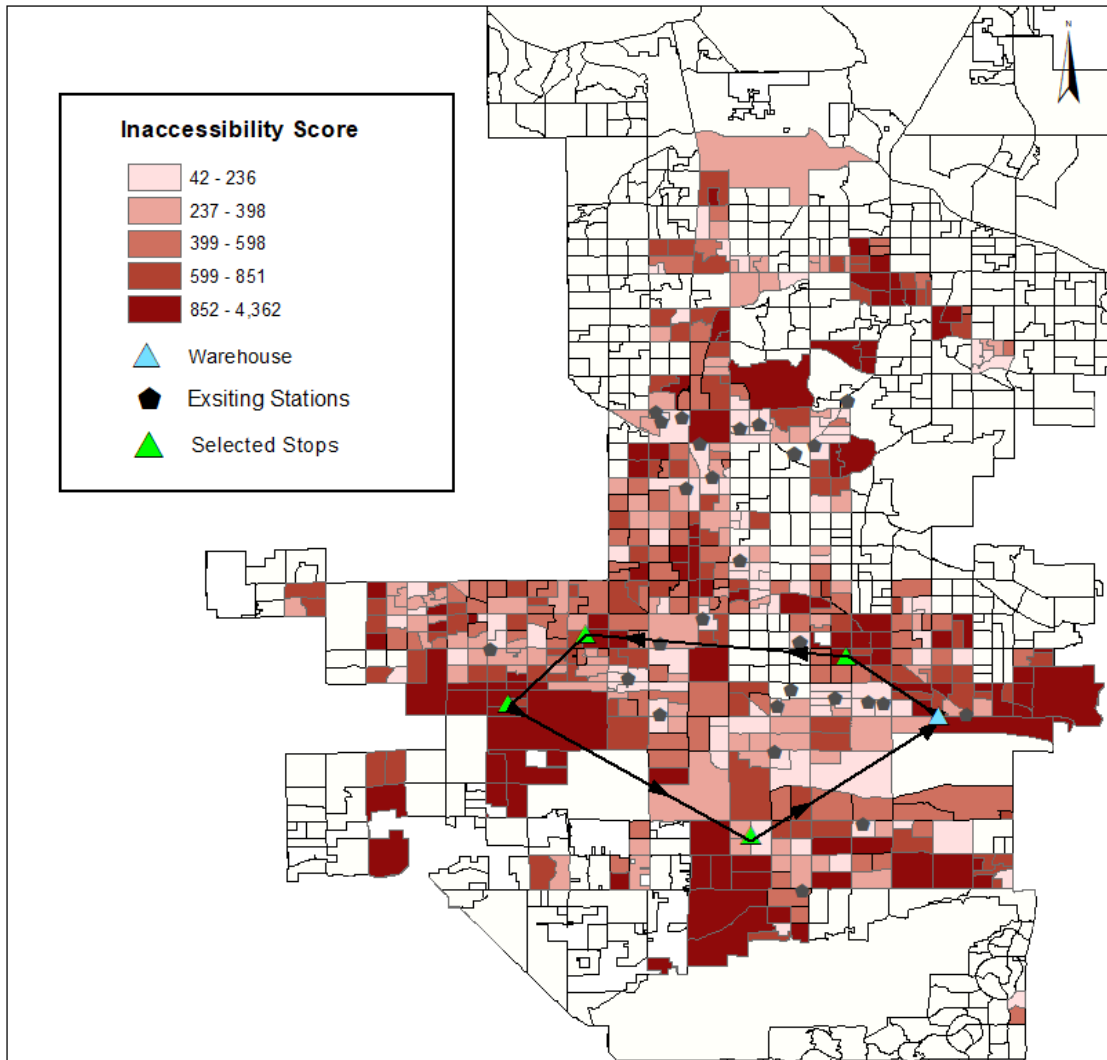 N
Inaccessibility Score
42 - 236
237 - 398
399 - 598
599 - 851
852 - 4,362
Warehouse
Exsiting Stations
Selected Stops